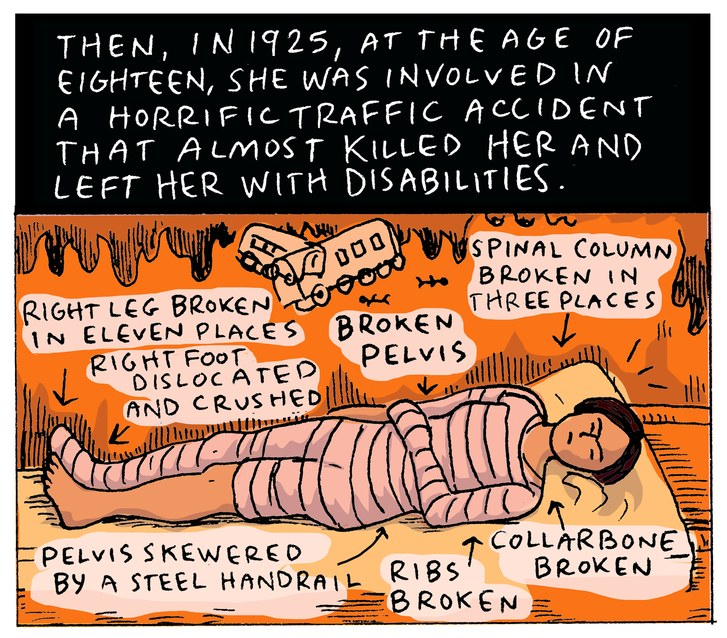 THEN, IN 1925, AT THE AGE OF
EIGHTEEN, SHE WAS INVOLVED IN
A HORRIFIC TRAFFIC ACCIDENT
THAT ALMOST KILLED HER AND
LEFT HER WITH DISABILITIES.
SPINAL COLUMN
BROKEN IN
THREE PLACES
RIGHT LEG BROKEN
IN ELEVEN PLACES
BROKEN
PELVIS
RIGHT FOOT
DISLOCATED
AND CRUSHED
PELVIS SKEWERED
BY A STEEL HANDRAIL
RIBS
BROKEN
COLLARBONE
BROKEN